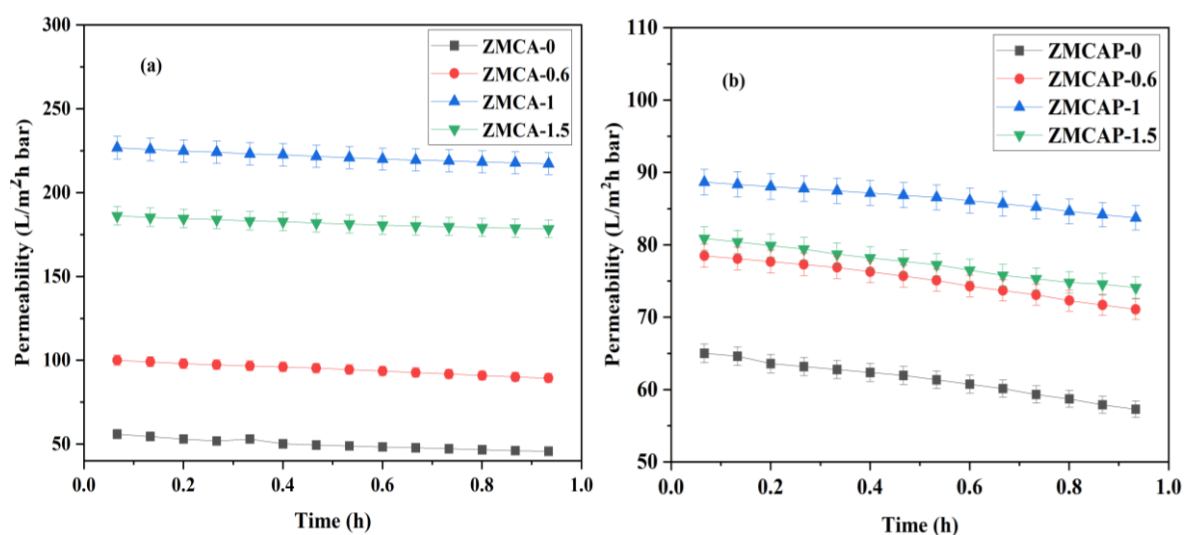 300
250
200
150
100
50
Permeability (L/m²h bar)
(a)
ZMCA-0
ZMCA-0.6
ZMCA-1
ZMCA-1.5
0.0 0.2 0.4 0.6 0.8 1.0
Time (h)
110
100
90
80
70
60
50
Permeability (L/m²h bar)
(b)
ZMCAP-0
ZMCAP-0.6
ZMCAP-1
ZMCAP-1.5
0.0 0.2 0.4 0.6 0.8 1.0
Time (h)